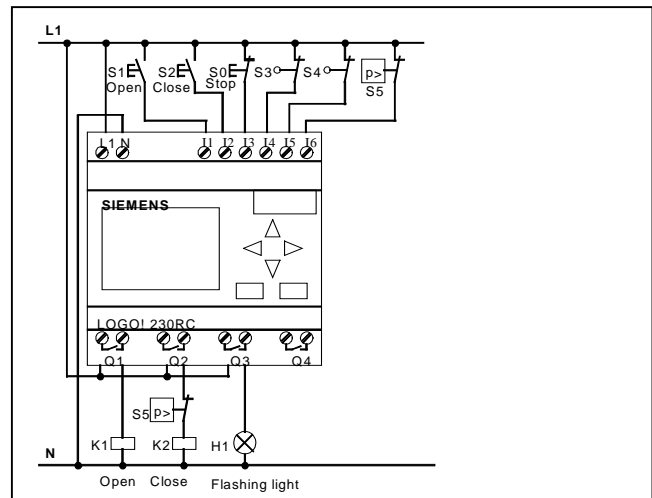 L1
S1 S2 S0 S3 S4 p>
Open Close Stop S5
L1 N I1 I2 I3 I4 I5 I6
SIEMENS
LOGO! 230RC
Q1 Q2 Q3 Q4
S5 p>
K1 K2 H1
N
Open Close Flashing light